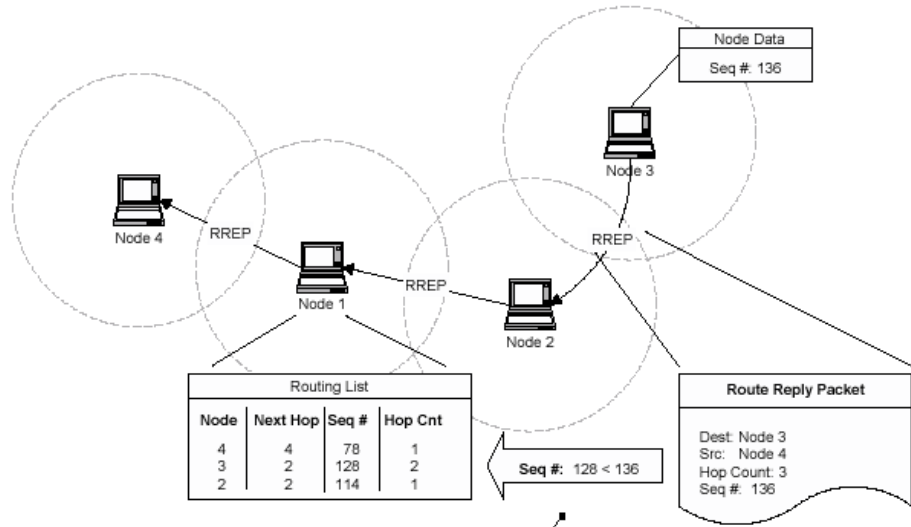 Node Data
Seq #: 136
Node 3
Node 4
RREP
RREP
Node 1
RREP
Node 2
Routing List
Node Next Hop Seq # Hop Cnt
4 4 78 1
3 2 128 2
2 2 114 1
Seq #: 128 < 136
Route Reply Packet
Dest: Node 3
Src: Node 4
Hop Count: 3
Seq #: 136